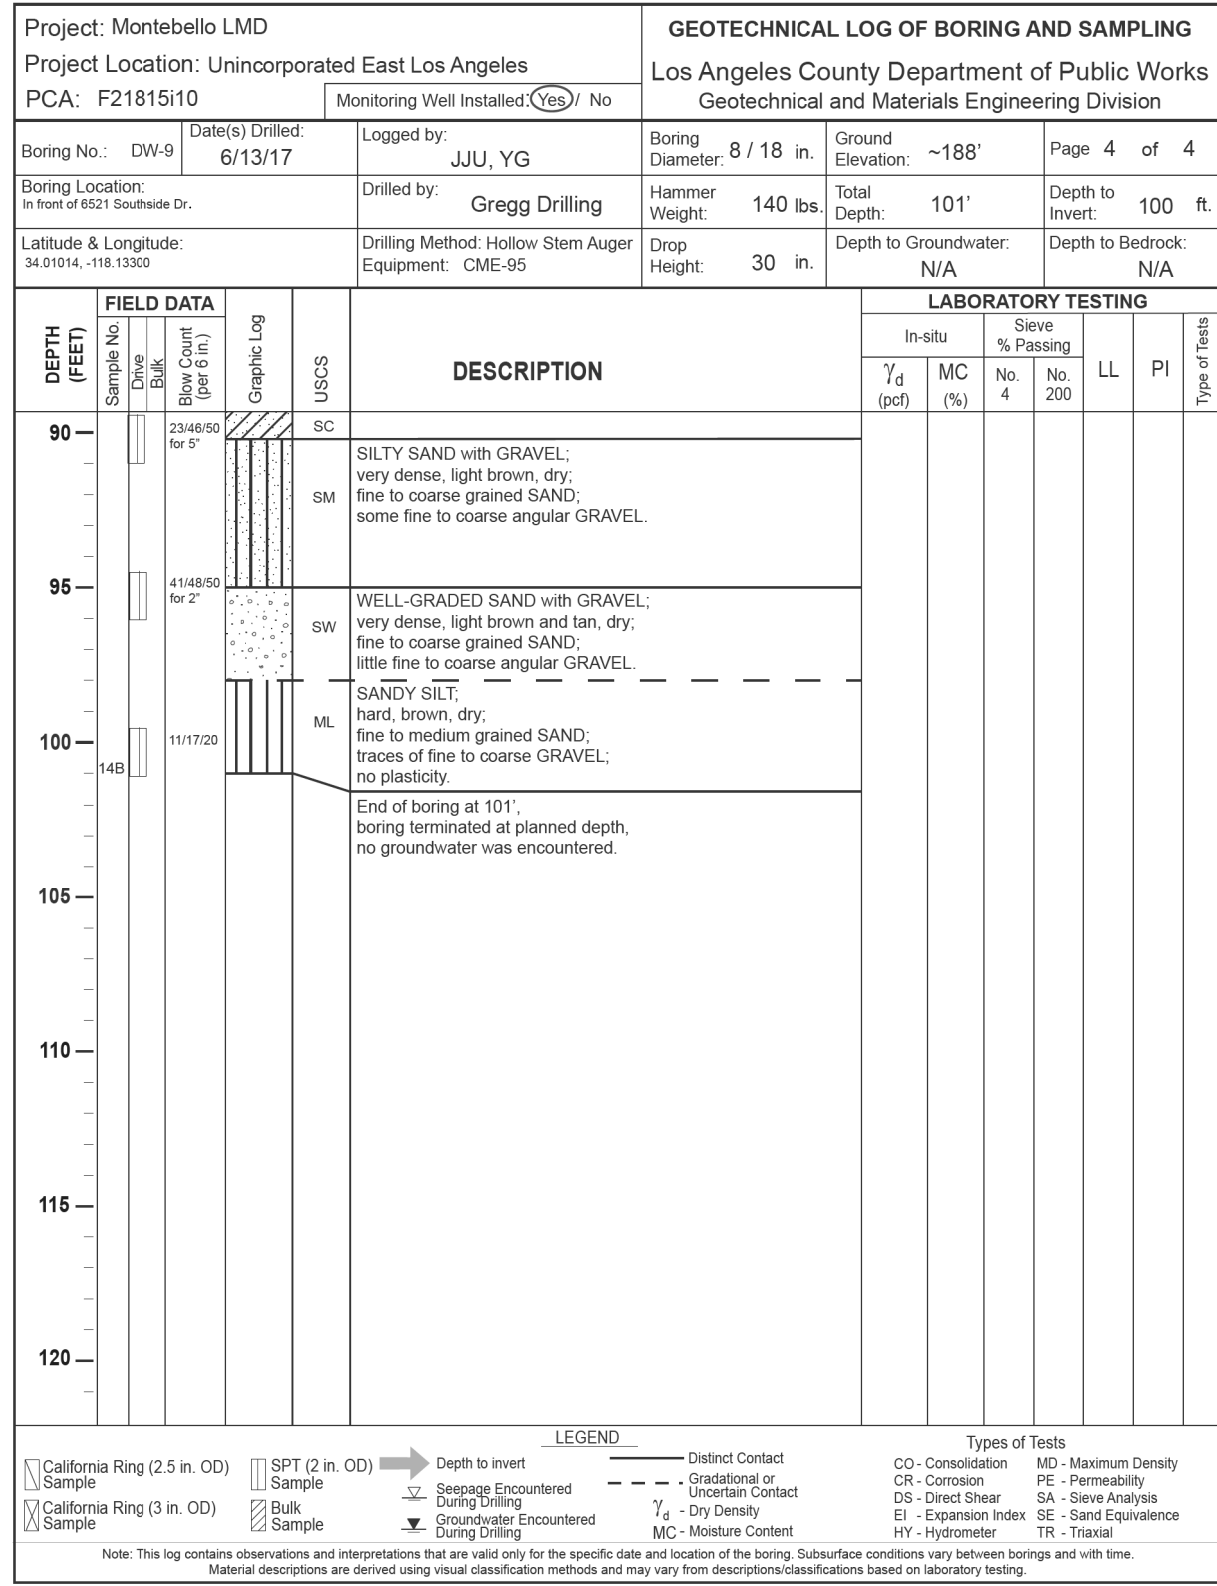 Project: Montebello LMD
Project Location: Unincorporated East Los Angeles
PCA: F21815i10
Monitoring Well Installed: Yes / No
GEOTECHNICAL LOG OF BORING AND SAMPLING
Los Angeles County Department of Public Works
Geotechnical and Materials Engineering Division
Boring No.: DW-9
Date(s) Drilled:
6/13/17
Logged by:
JJU, YG
Boring
Diameter: 8 / 18 in.
Ground
Elevation: ~188'
Page 4 of 4
Boring Location:
In front of 6521 Southside Dr.
Drilled by:
Gregg Drilling
Hammer
Weight: 140 lbs.
Total
Depth: 101'
Depth to
Invert: 100 ft.
Latitude & Longitude:
34.01014, -118.13300
Drilling Method: Hollow Stem Auger
Equipment: CME-95
Drop
Height: 30 in.
Depth to Groundwater:
N/A
Depth to Bedrock:
N/A
DEPTH
(FEET)
FIELD DATA
Sample No.
Drive
Bulk
Blow Count
(per 6 in.)
Graphic Log
USCS
DESCRIPTION
LABORATORY TESTING
In-situ
γd
(pcf)
MC
(%)
Sieve
% Passing
No.
4
No.
200
LL
PI
Type of Tests
90
23/46/50
for 5"
SC
SM
SILTY SAND with GRAVEL;
very dense, light brown, dry;
fine to coarse grained SAND;
some fine to coarse angular GRAVEL.
95
41/48/50
for 2"
SW
WELL-GRADED SAND with GRAVEL;
very dense, light brown and tan, dry;
fine to coarse grained SAND;
little fine to coarse angular GRAVEL.
100
14B
11/17/20
ML
SANDY SILT;
hard, brown, dry;
fine to medium grained SAND;
traces of fine to coarse GRAVEL;
no plasticity.
End of boring at 101',
boring terminated at planned depth,
no groundwater was encountered.
105
110
115
120
LEGEND
California Ring (2.5 in. OD)
Sample
California Ring (3 in. OD)
Sample
SPT (2 in. OD)
Sample
Bulk
Sample
Depth to invert
Seepage Encountered
During Drilling
Groundwater Encountered
During Drilling
Distinct Contact
Gradational or
Uncertain Contact
γd - Dry Density
MC - Moisture Content
Types of Tests
CO - Consolidation
CR - Corrosion
DS - Direct Shear
EI - Expansion Index
HY - Hydrometer
MD - Maximum Density
PE - Permeability
SA - Sieve Analysis
SE - Sand Equivalence
TR - Triaxial
Note: This log contains observations and interpretations that are valid only for the specific date and location of the boring. Subsurface conditions vary between borings and with time.
Material descriptions are derived using visual classification methods and may vary from descriptions/classifications based on laboratory testing.